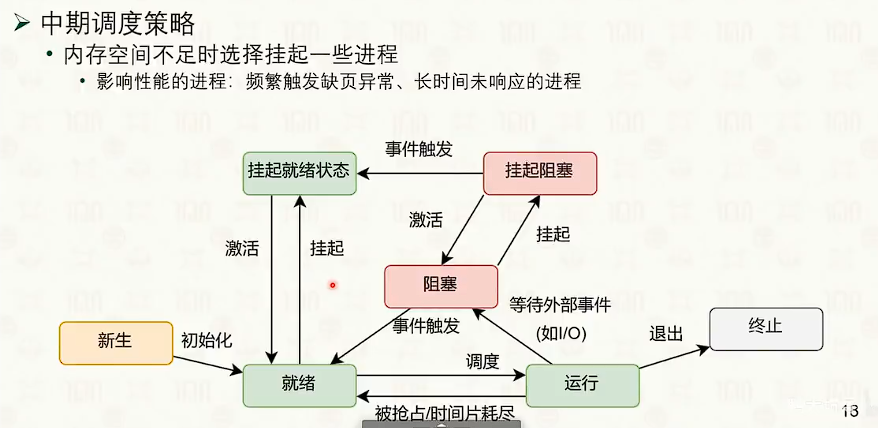 中期调度策略
内存空间不足时选择挂起一些进程
影响性能的进程：频繁触发缺页异常、长时间未响应的进程
事件触发
挂起就绪状态
挂起阻塞
激活
挂起
激活
挂起
阻塞
等待外部事件
(如I/O)
事件触发
新生
初始化
退出
终止
调度
就绪
运行
被抢占/时间片耗尽
18